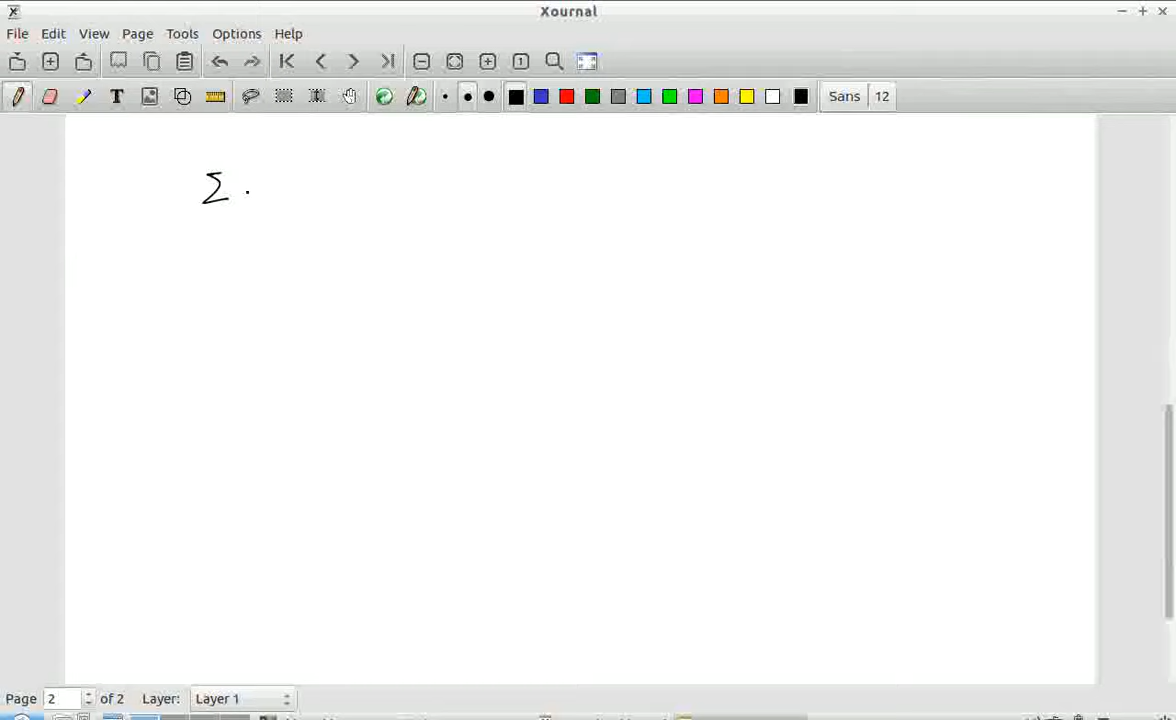 Xournal
File Edit View Page Tools Options Help
Sans 12
Σ .
Page 2 of 2 Layer: Layer 1